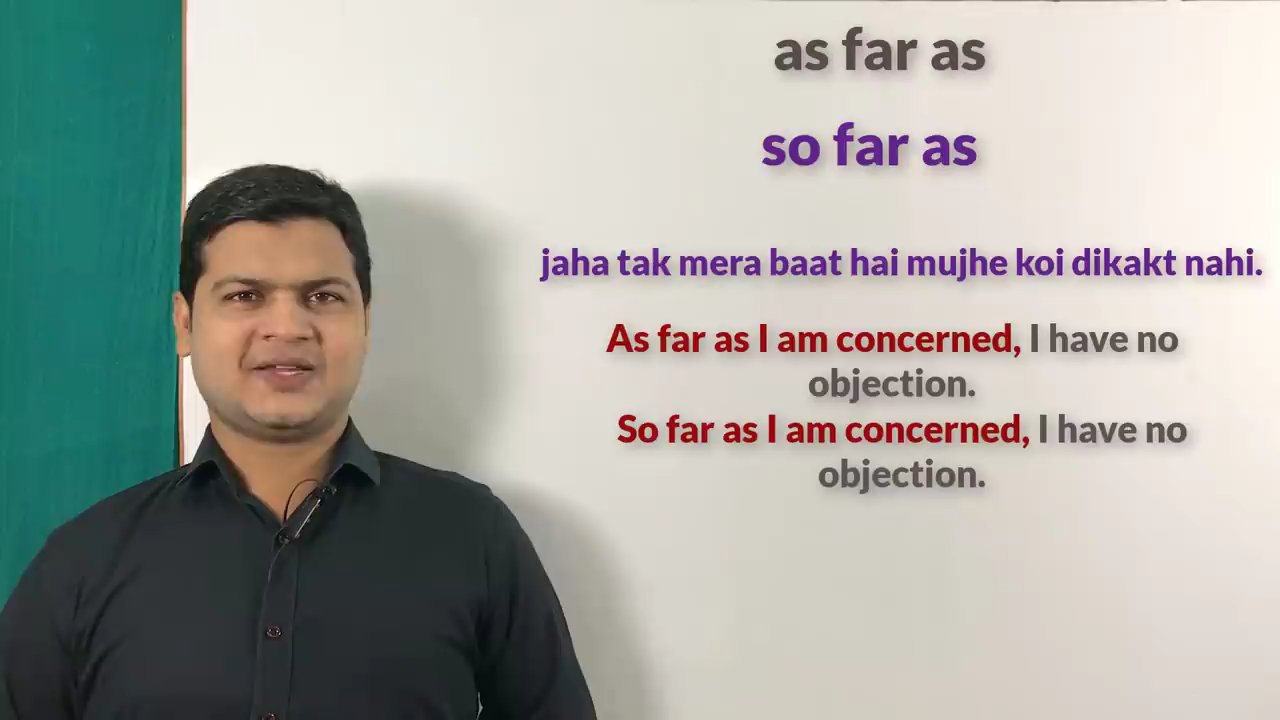 as far as
so far as
jaha tak mera baat hai mujhe koi dikakt nahi.
As far as I am concerned, I have no
objection.
So far as I am concerned, I have no
objection.